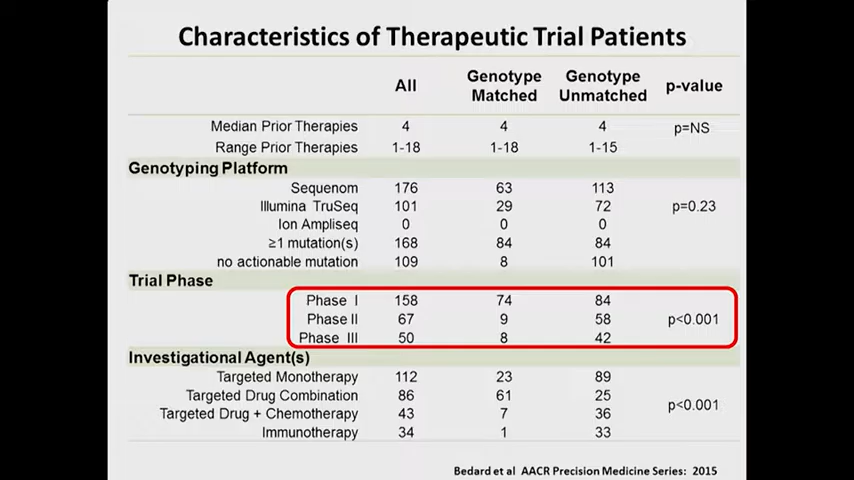 Characteristics of Therapeutic Trial Patients
All Genotype Matched Genotype Unmatched p-value
Median Prior Therapies 4 4 4 p=NS
Range Prior Therapies 1-18 1-18 1-15
Genotyping Platform
Sequenom 176 63 113
Illumina TruSeq 101 29 72 p=0.23
Ion Ampliseq 0 0 0
≥1 mutation(s) 168 84 84
no actionable mutation 109 8 101
Trial Phase
Phase I 158 74 84
Phase II 67 9 58 p<0.001
Phase III 50 8 42
Investigational Agent(s)
Targeted Monotherapy 112 23 89
Targeted Drug Combination 86 61 25 p<0.001
Targeted Drug + Chemotherapy 43 7 36
Immunotherapy 34 1 33
Bedard et al AACR Precision Medicine Series: 2015